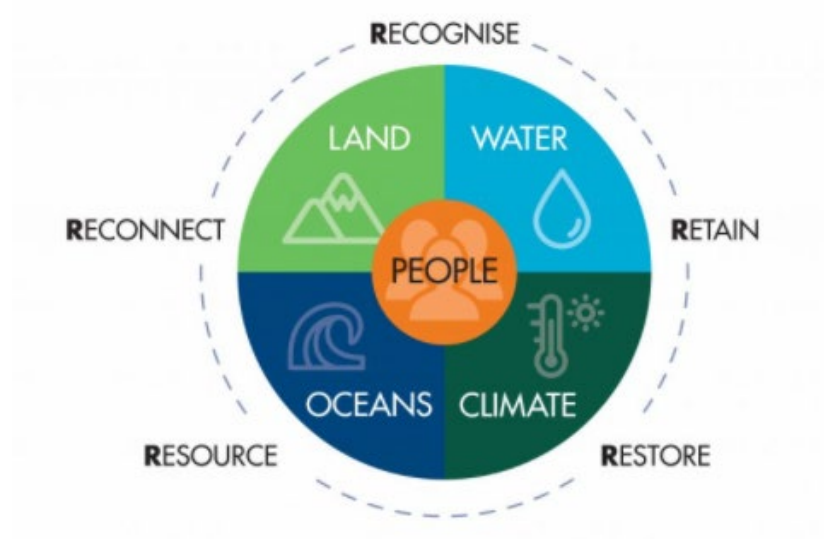 RECOGNISE
LAND WATER
RECONNECT
RETAIN
PEOPLE
OCEANS CLIMATE
RESOURCE
RESTORE